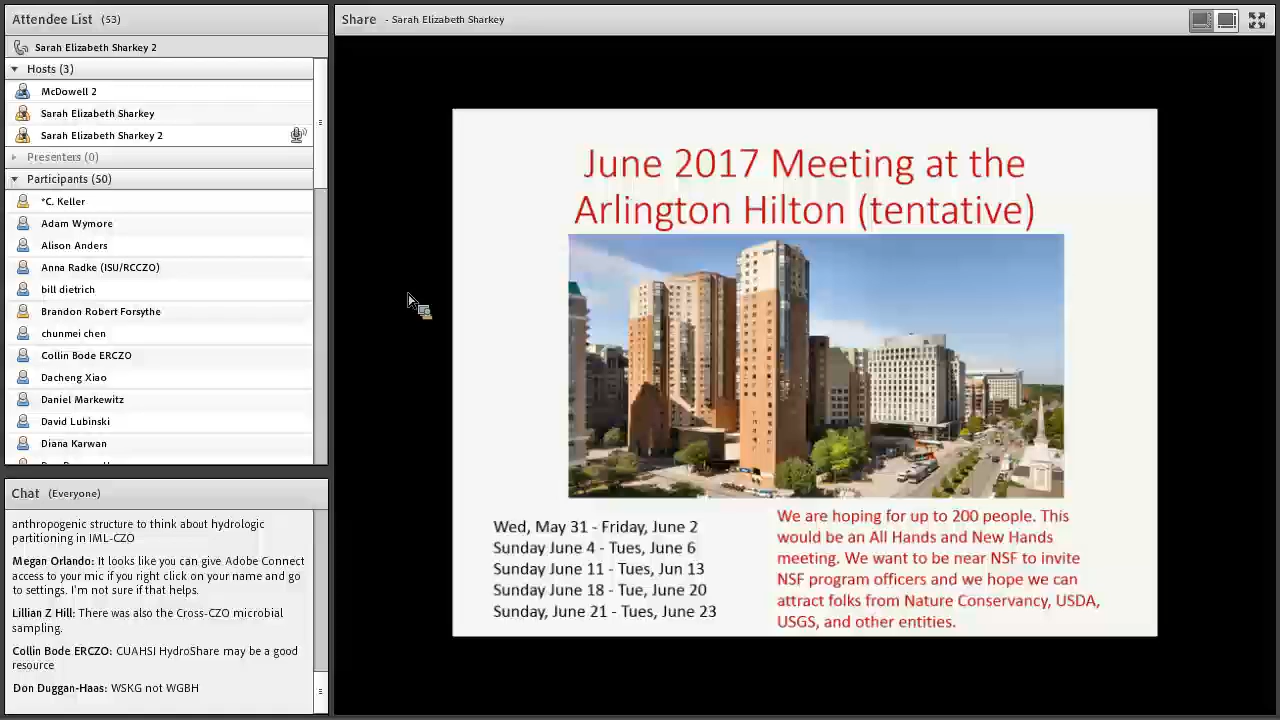 Attendee List (53)
Sarah Elizabeth Sharkey 2
Hosts (3)
McDowell 2
Sarah Elizabeth Sharkey
Sarah Elizabeth Sharkey 2
Presenters (0)
Participants (50)
*C. Keller
Adam Wymore
Alison Anders
Anna Radke (ISU/RCCZO)
bill dietrich
Brandon Robert Forsythe
chunmei chen
Collin Bode ERCZO
Dacheng Xiao
Daniel Markewitz
David Lubinski
Diana Karwan
Chat (Everyone)
anthropogenic structure to think about hydrologic
partitioning in IML-CZO
Megan Orlando: It looks like you can give Adobe Connect
access to your mic if you right click on your name and go
to settings. I'm not sure if that helps.
Lillian Z Hill: There was also the Cross-CZO microbial
sampling.
Collin Bode ERCZO: CUAHSI HydroShare may be a good
resource
Don Duggan-Haas: WSKG not WGBH
Share - Sarah Elizabeth Sharkey
June 2017 Meeting at the
Arlington Hilton (tentative)
Wed, May 31 - Friday, June 2
Sunday June 4 - Tues, June 6
Sunday June 11 - Tues, Jun 13
Sunday June 18 - Tue, June 20
Sunday, June 21 - Tues, June 23
We are hoping for up to 200 people. This
would be an All Hands and New Hands
meeting. We want to be near NSF to invite
NSF program officers and we hope we can
attract folks from Nature Conservancy, USDA,
USGS, and other entities.